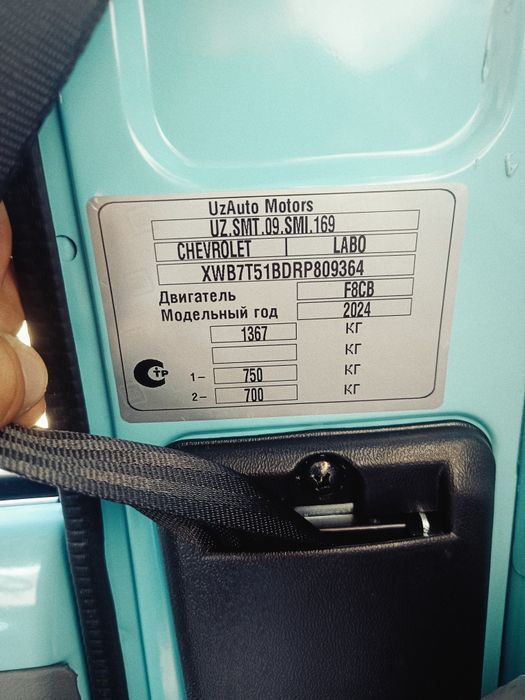 UzAuto Motors
UZ.SMT.09.SMI.169
CHEVROLET LABO
XWB7T51BDRP809364
Двигатель F8CB
Модельный год 2024
1367 КГ
КГ
1– 750 КГ
2– 700 КГ
СТР